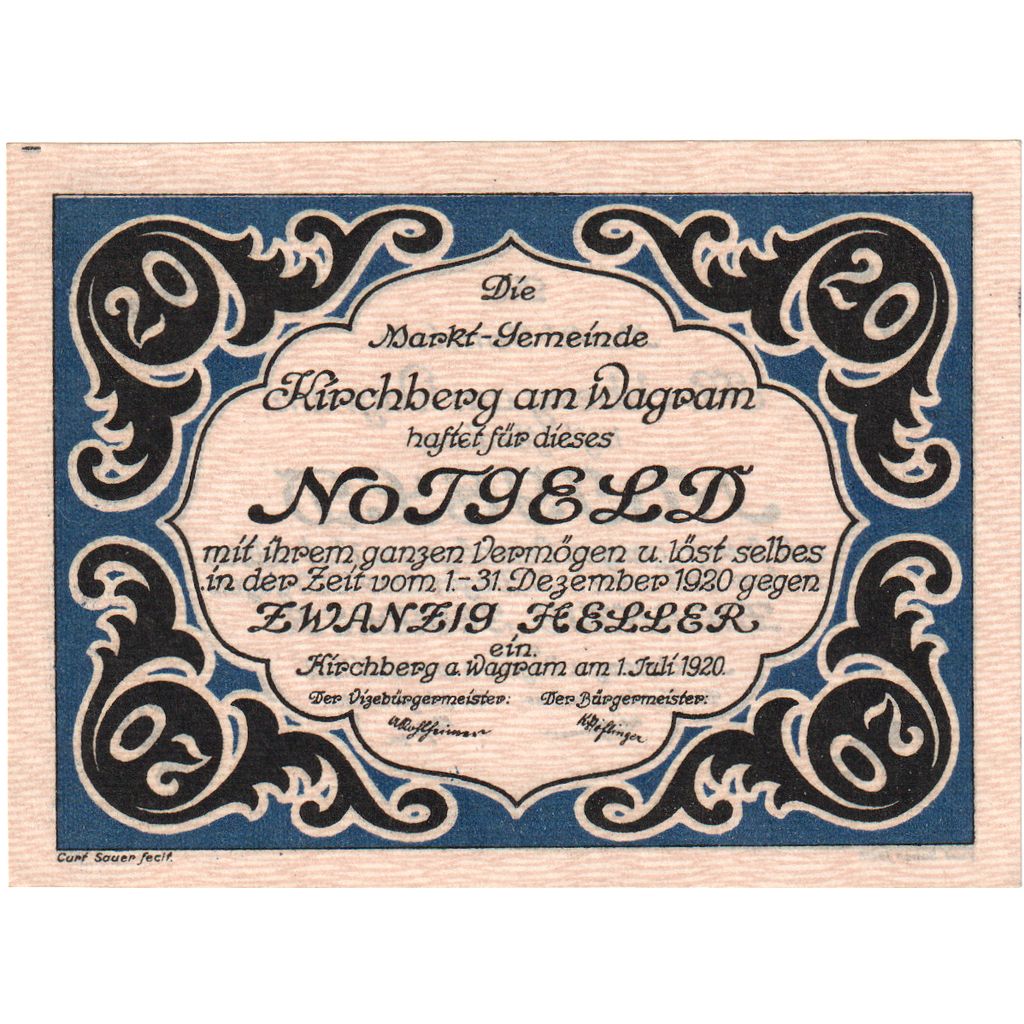 20
20
Die
Markt-Gemeinde
Kirchberg am Wagram
haftet für dieses
NOTGELD
mit ihrem ganzen Vermögen u. löst selbes
in der Zeit vom 1.-31. Dezember 1920 gegen
ZWANZIG HELLER
ein.
Kirchberg a. Wagram am 1. Juli 1920.
Der Vizebürgermeister: Der Bürgermeister:
20
20
Curt Sauer fecit.